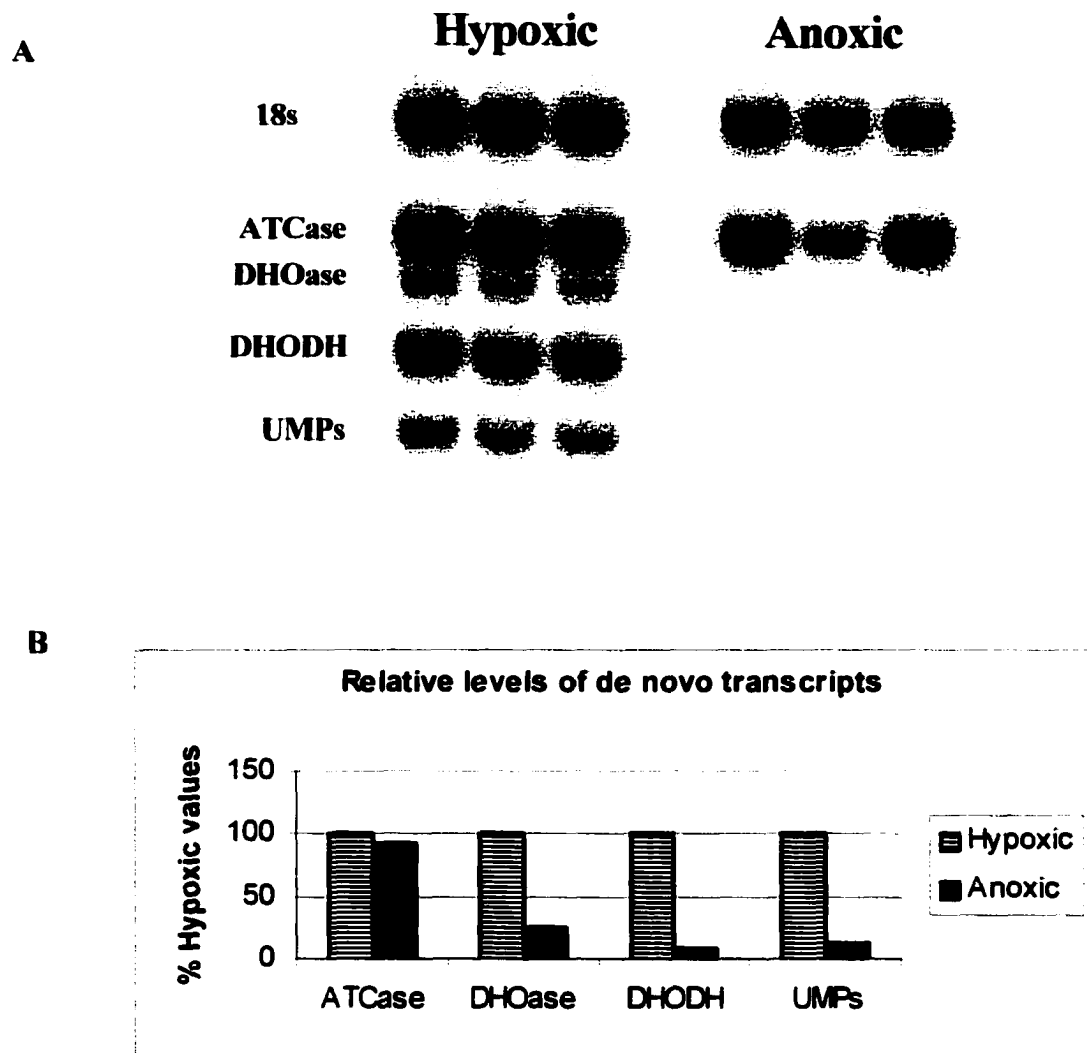 A
Hypoxic Anoxic
18s
ATCase
DHOase
DHODH
UMPs
B
Relative levels of de novo transcripts
% Hypoxic values
150
100
50
0
ATCase DHOase DHODH UMPs
Hypoxic
Anoxic